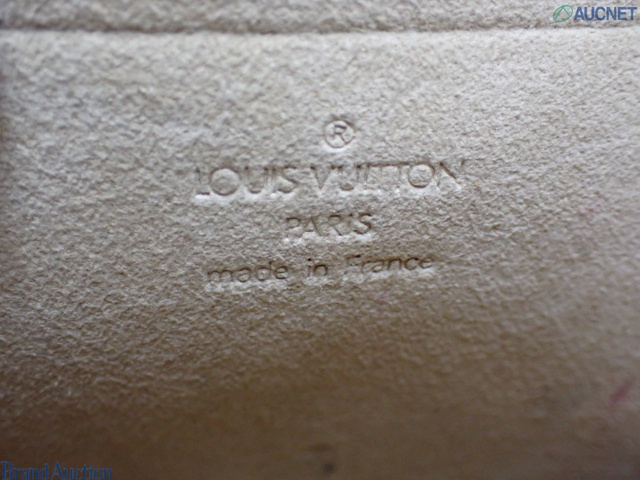 AUCNET
®
LOUIS VUITTON
PARIS
made in France
Brand Auction